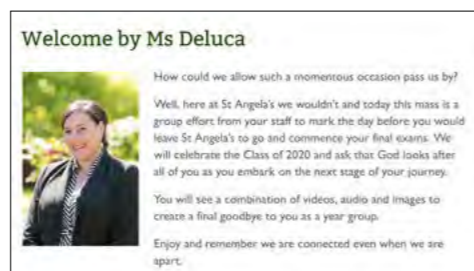 Welcome by Ms Deluca
How could we allow such a momentous occasion pass us by?
Well, here at St Angela's we wouldn't and today this mass is a
group effort from your staff to mark the day before you would
leave St Angela's to go and commence your final exams. We
will celebrate the Class of 2020 and ask that God looks after
all of you as you embark on the next stage of your journey.
You will see a combination of videos, audio and images to
create a final goodbye to you as a year group.
Enjoy and remember we are connected even when we are
apart.